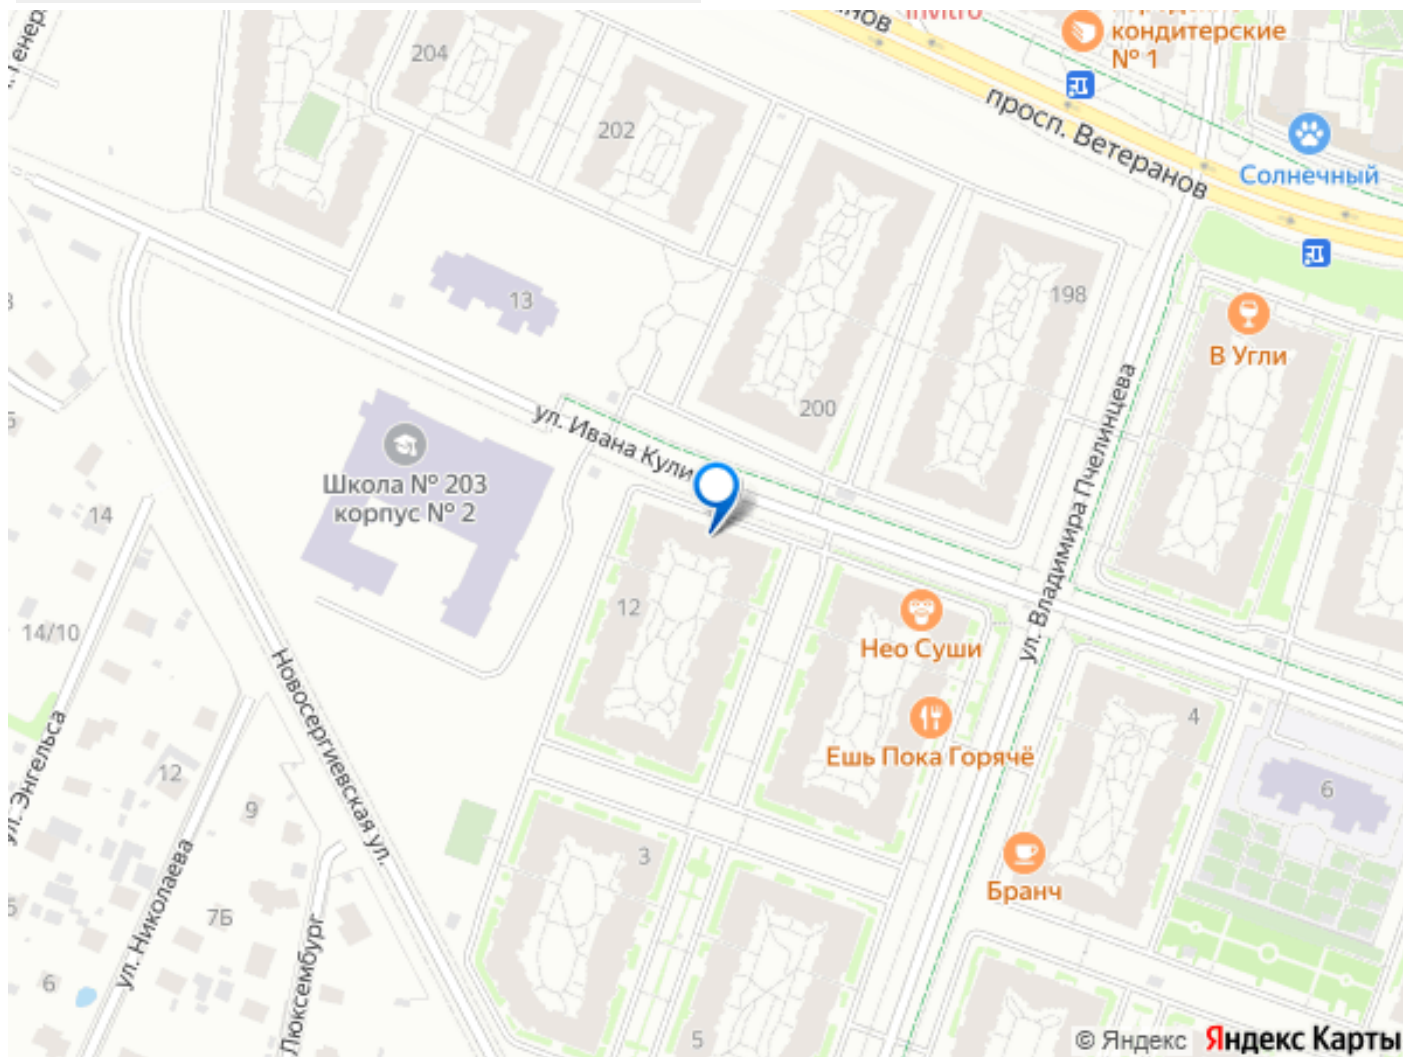 204
202
кондитерские
№ 1
просп. Ветеранов
Солнечный
198
13
В Угли
200
ул. Ивана Кули
ул. Владимира Пчелинцева
Школа № 203
корпус № 2
14
12
14/10
Нео Суши
Новосергиевская ул.
4
Ешь Пока Горячё
ул. Энгельса
12
6
9
3
Бранч
ул. Николаева
7Б
Люксембург
6
5
© Яндекс Яндекс Карты